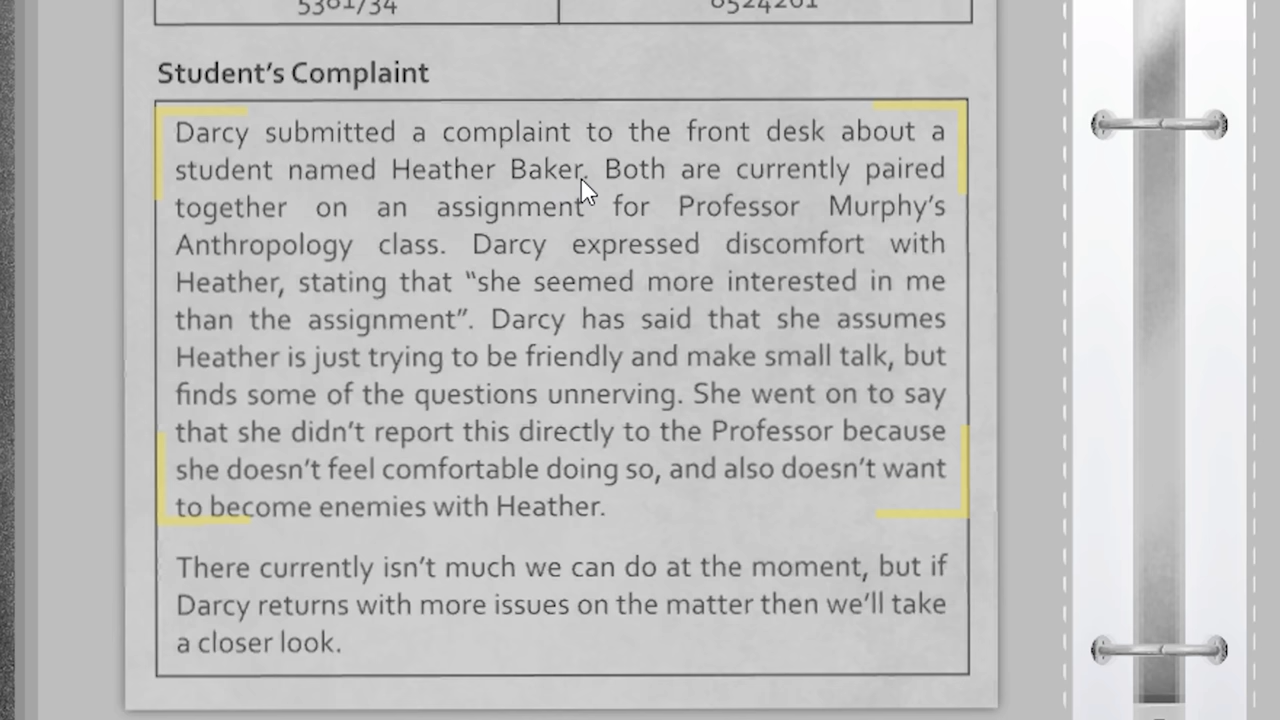 Student's Complaint
Darcy submitted a complaint to the front desk about a
student named Heather Baker. Both are currently paired
together on an assignment for Professor Murphy's
Anthropology class. Darcy expressed discomfort with
Heather, stating that “she seemed more interested in me
than the assignment”. Darcy has said that she assumes
Heather is just trying to be friendly and make small talk, but
finds some of the questions unnerving. She went on to say
that she didn't report this directly to the Professor because
she doesn't feel comfortable doing so, and also doesn't want
to become enemies with Heather.
There currently isn't much we can do at the moment, but if
Darcy returns with more issues on the matter then we'll take
a closer look.